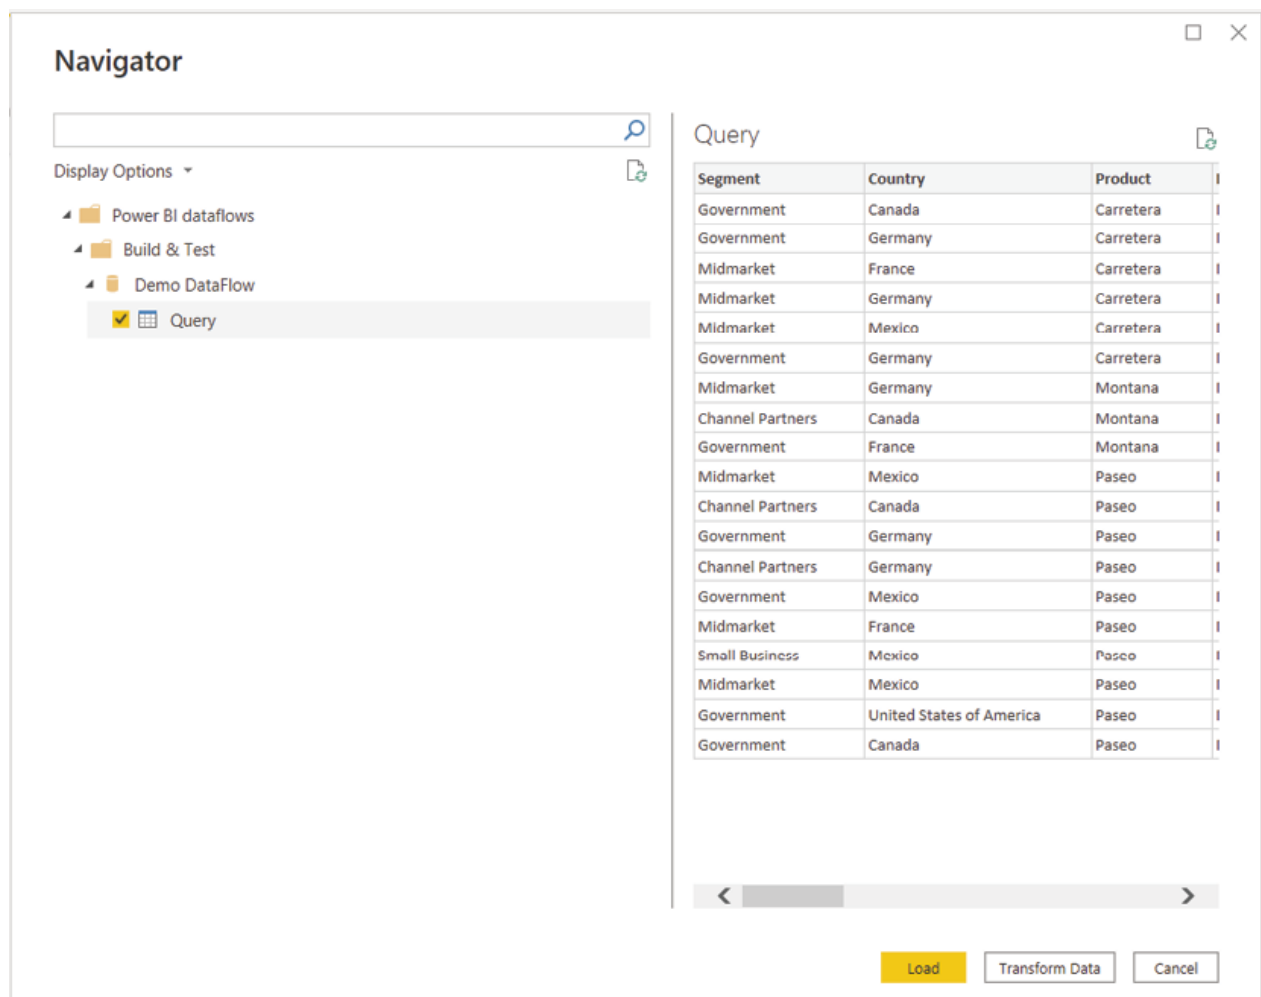 Navigator
Display Options
Power BI dataflows
Build & Test
Demo DataFlow
Query
Query
Segment Country Product
Government Canada Carretera
Government Germany Carretera
Midmarket France Carretera
Midmarket Germany Carretera
Midmarket Mexico Carretera
Government Germany Carretera
Midmarket Germany Montana
Channel Partners Canada Montana
Government France Montana
Midmarket Mexico Paseo
Channel Partners Canada Paseo
Government Germany Paseo
Channel Partners Germany Paseo
Government Mexico Paseo
Midmarket France Paseo
Small Business Mexico Paseo
Midmarket Mexico Paseo
Government United States of America Paseo
Government Canada Paseo
Load Transform Data Cancel